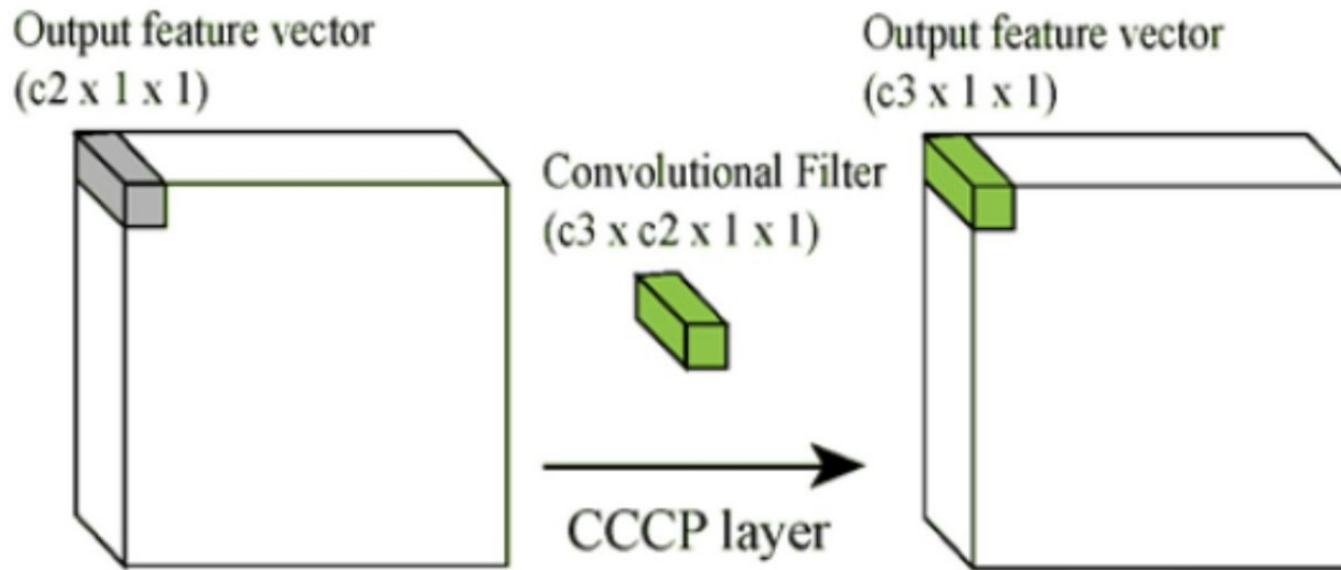 Output feature vector
(c2 x 1 x 1)
Convolutional Filter
(c3 x c2 x 1 x 1)
CCCP layer
Output feature vector
(c3 x 1 x 1)